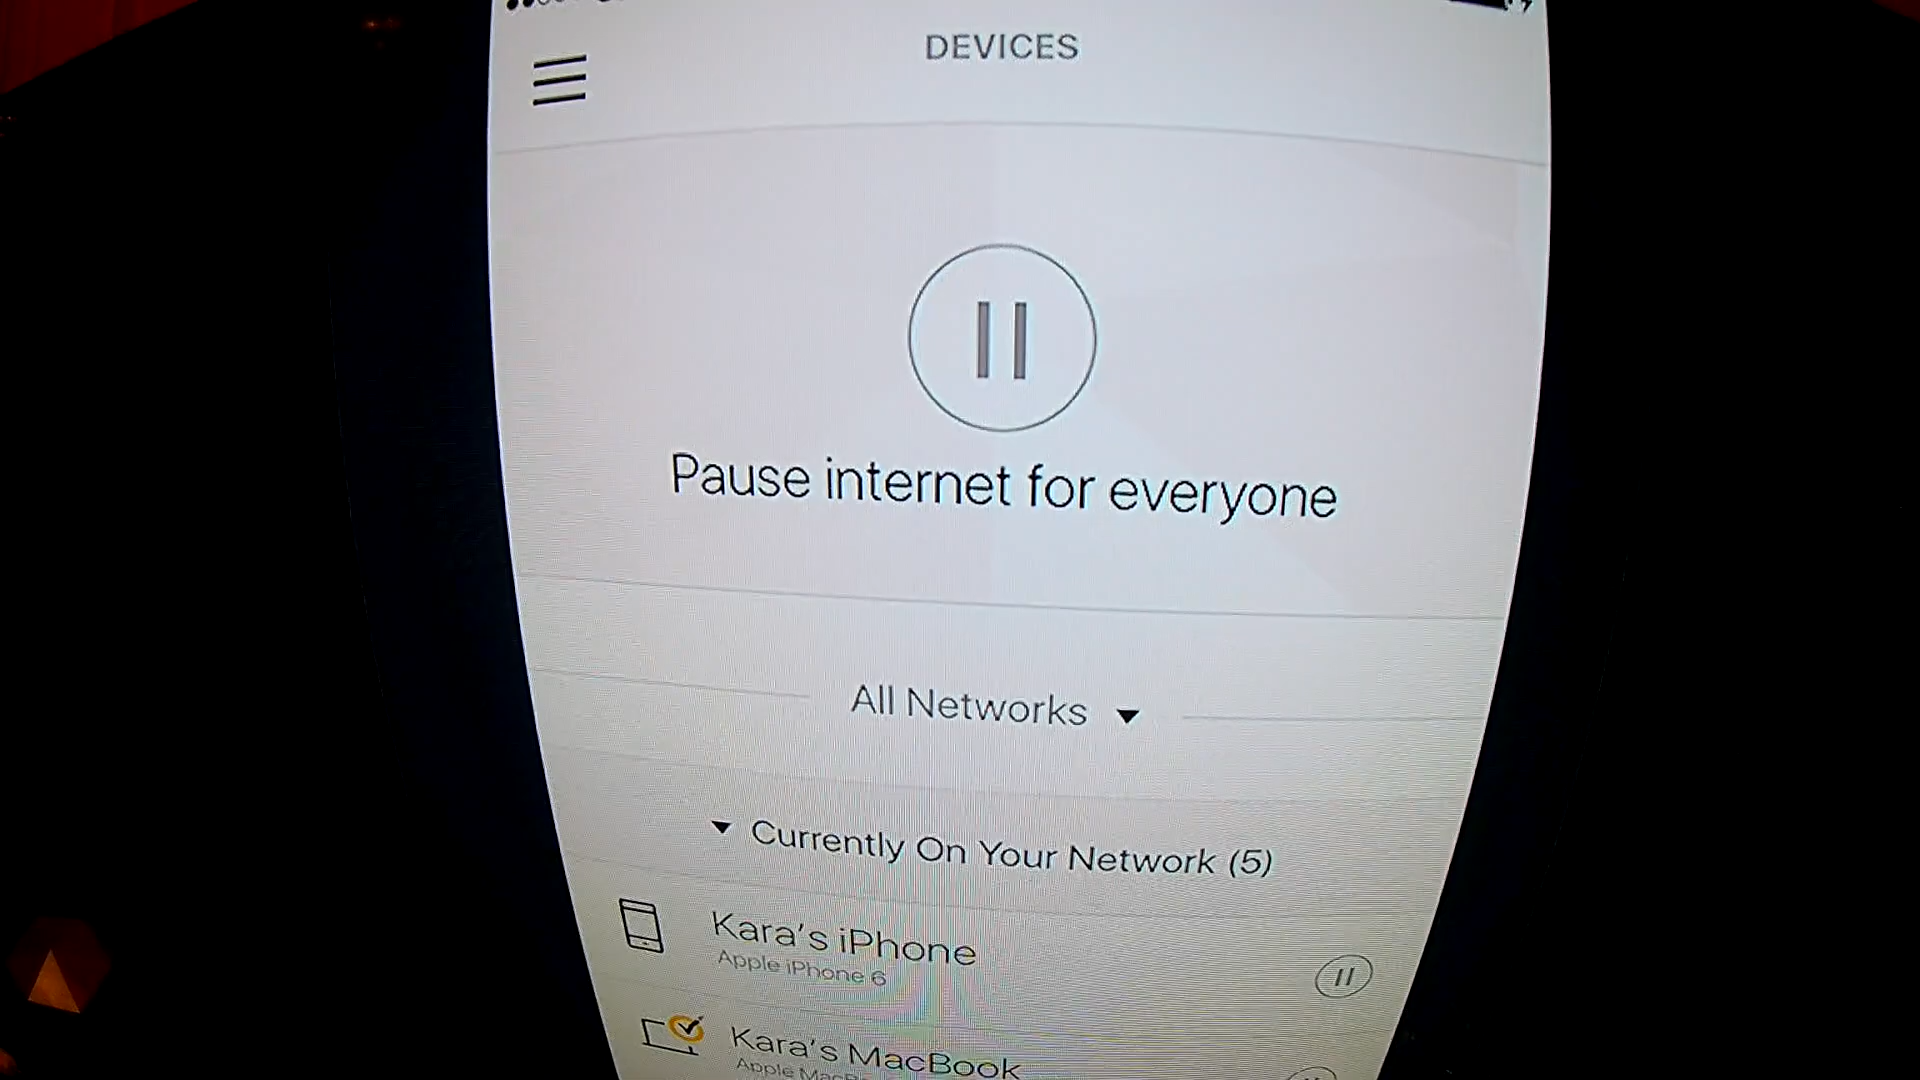 DEVICES
Pause internet for everyone
All Networks
Currently On Your Network (5)
Kara's iPhone
Apple iPhone 6
Kara's MacBook
Apple